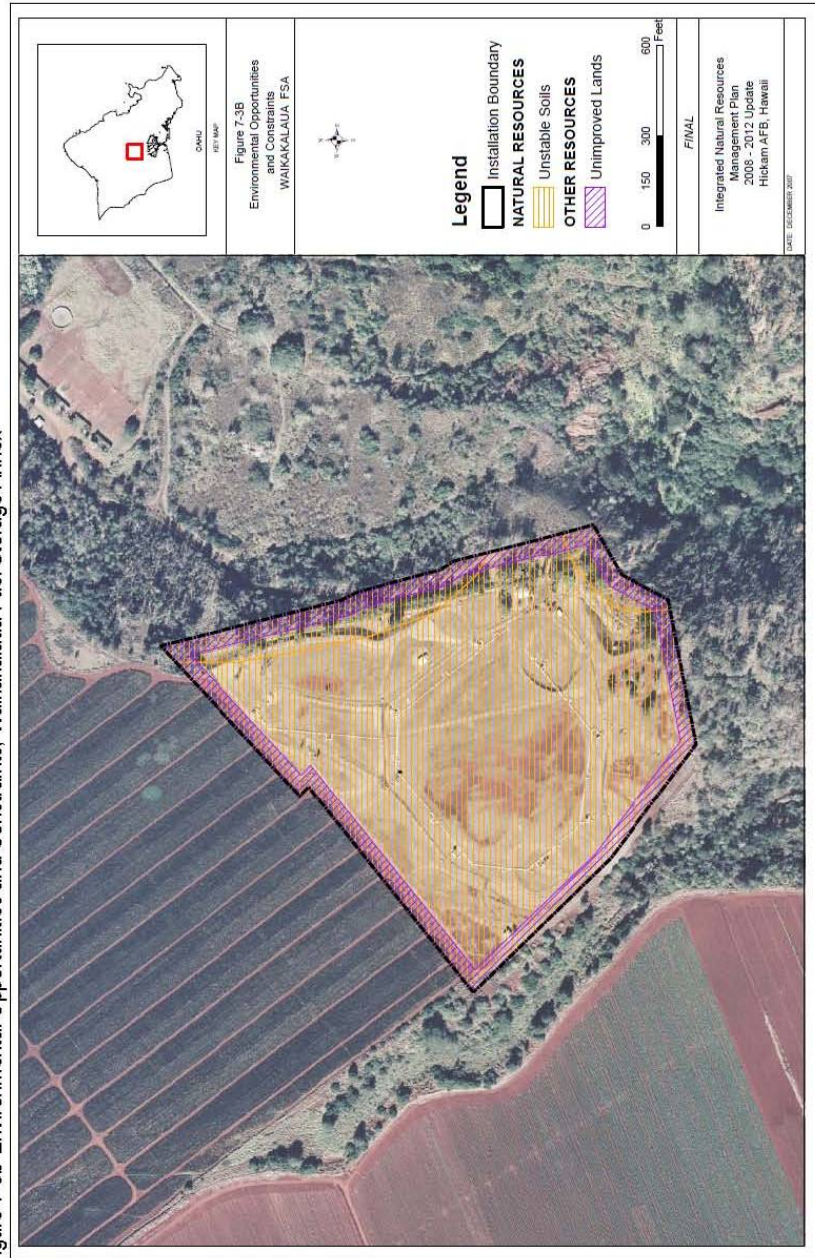 OAHU
KEY MAP
Figure 7-3B
Environmental Opportunities
and Constraints
WAIKAKALAUA FSA
Legend
Installation Boundary
NATURAL RESOURCES
Unstable Soils
OTHER RESOURCES
Unimproved Lands
0 150 300 600
Feet
FINAL
Integrated Natural Resources
Management Plan
2008 - 2012 Update
Hickam AFB, Hawaii
DATE: DECEMBER 2007